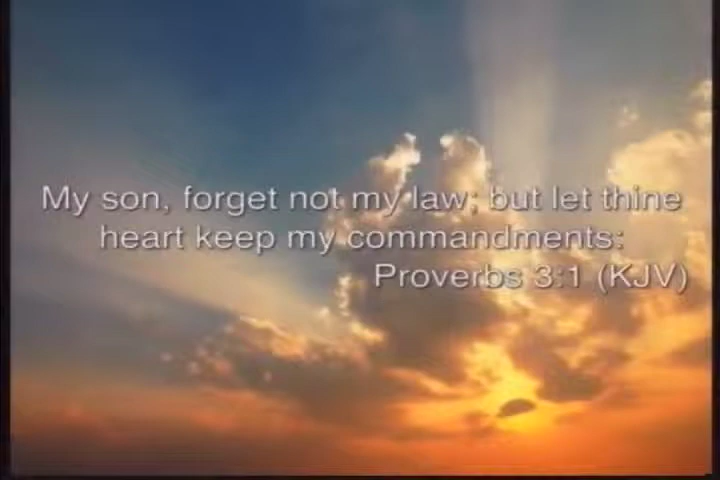 My son, forget not my law; but let thine
heart keep my commandments:
Proverbs 3:1 (KJV)